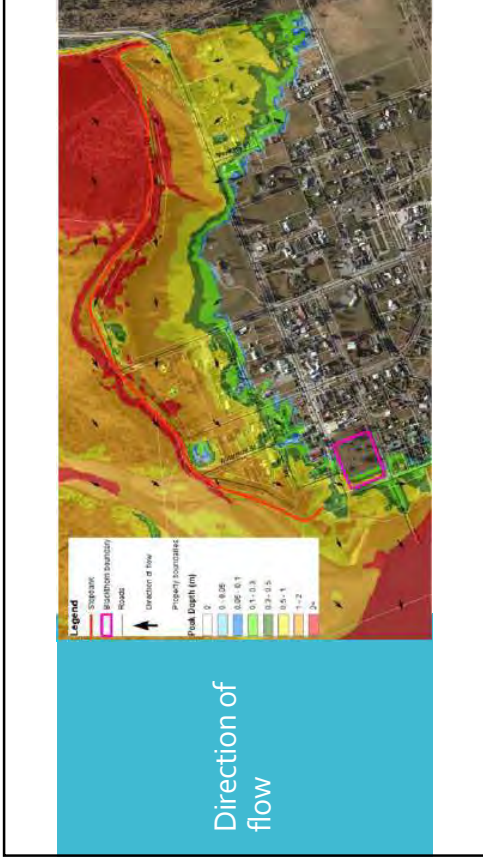 Direction of
flow
Legend
Stopbank
Blackthorn boundary
Roads
Direction of flow
Property boundaries
Peak Depth (m)
0
0 - 0.05
0.05 - 0.1
0.1 - 0.3
0.3 - 0.5
0.5 - 1
1 - 2
2+